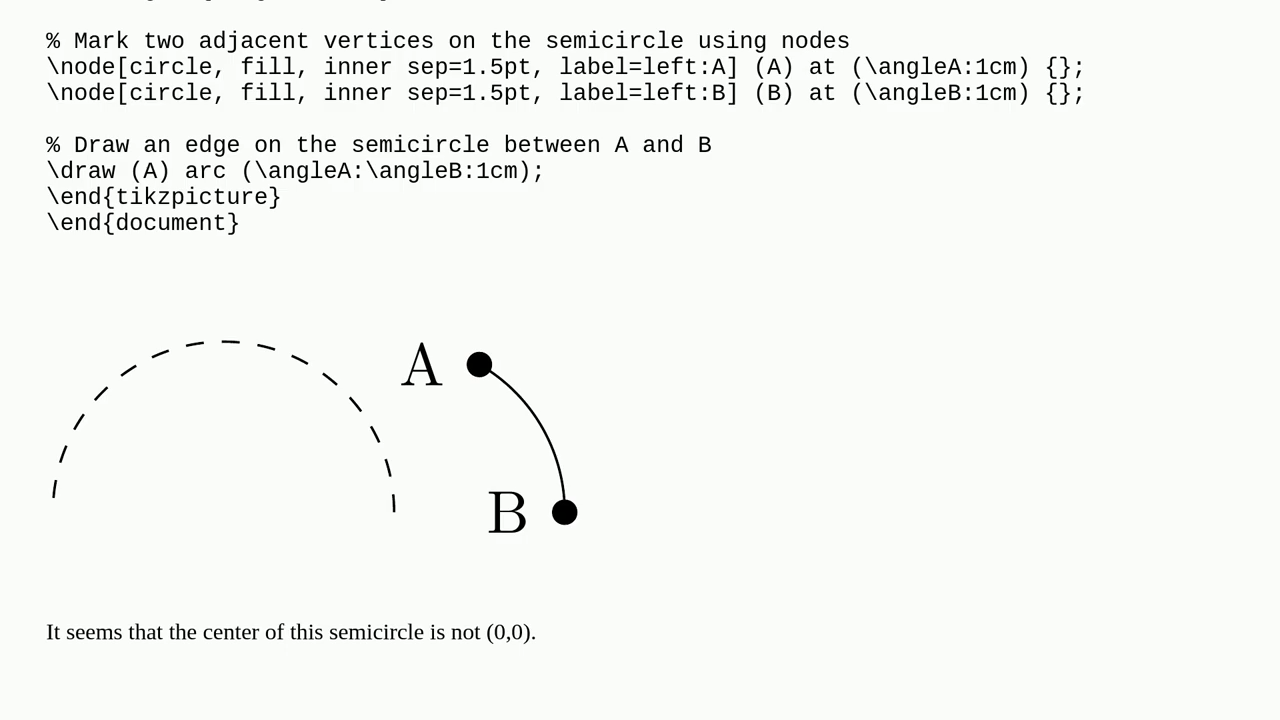 % Mark two adjacent vertices on the semicircle using nodes
\node[circle, fill, inner sep=1.5pt, label=left:A] (A) at (\angleA:1cm) {};
\node[circle, fill, inner sep=1.5pt, label=left:B] (B) at (\angleB:1cm) {};
% Draw an edge on the semicircle between A and B
\draw (A) arc (\angleA:\angleB:1cm);
\end{tikzpicture}
\end{document}
A
B
It seems that the center of this semicircle is not (0,0).